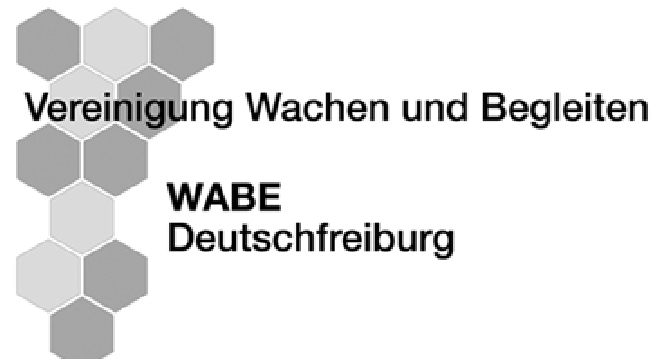 Vereinigung Wachen und Begleiten
WABE
Deutschfreiburg